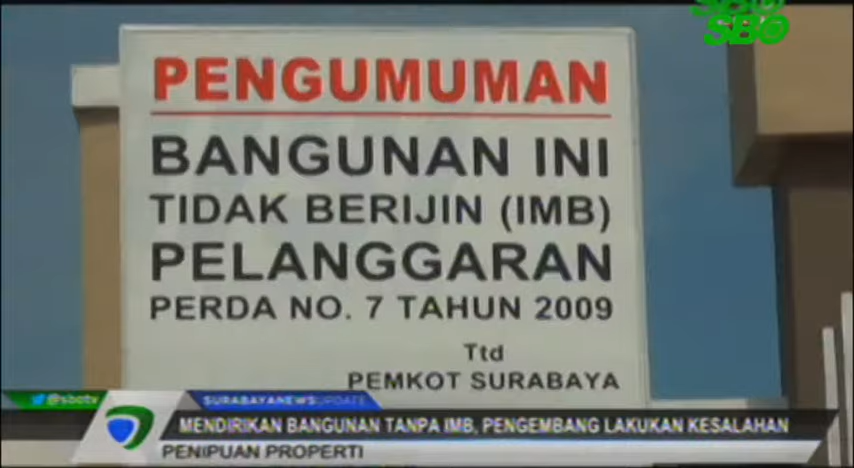 SBO
PENGUMUMAN
BANGUNAN INI
TIDAK BERIJIN (IMB)
PELANGGARAN
PERDA NO. 7 TAHUN 2009
Ttd
PEMKOT SURABAYA
@sbotv
SURABAYANEWSUPDATE
MENDIRIKAN BANGUNAN TANPA IMB, PENGEMBANG LAKUKAN KESALAHAN
PENIPUAN PROPERTI